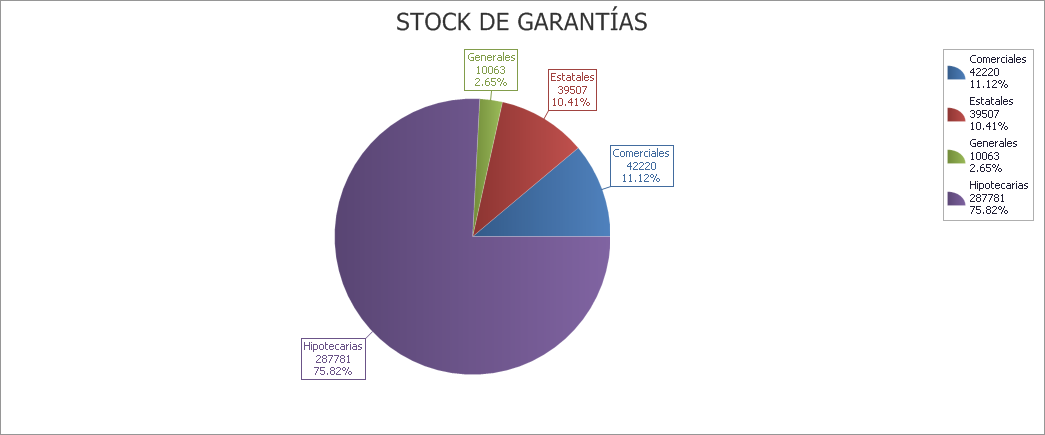 STOCK DE GARANTÍAS
Generales
10063
2.65%
Estatales
39507
10.41%
Comerciales
42220
11.12%
Hipotecarias
287781
75.82%
Comerciales
42220
11.12%
Estatales
39507
10.41%
Generales
10063
2.65%
Hipotecarias
287781
75.82%